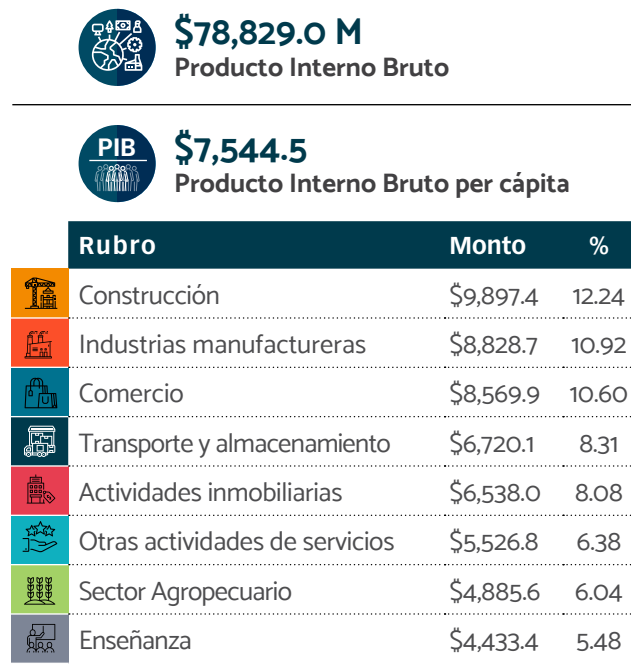 $78,829.0 M
Producto Interno Bruto
PIB
$7,544.5
Producto Interno Bruto per cápita
Rubro Monto %
Construcción $9,897.4 12.24
Industrias manufactureras $8,828.7 10.92
Comercio $8,569.9 10.60
Transporte y almacenamiento $6,720.1 8.31
Actividades inmobiliarias $6,538.0 8.08
Otras actividades de servicios $5,526.8 6.38
Sector Agropecuario $4,885.6 6.04
Enseñanza $4,433.4 5.48